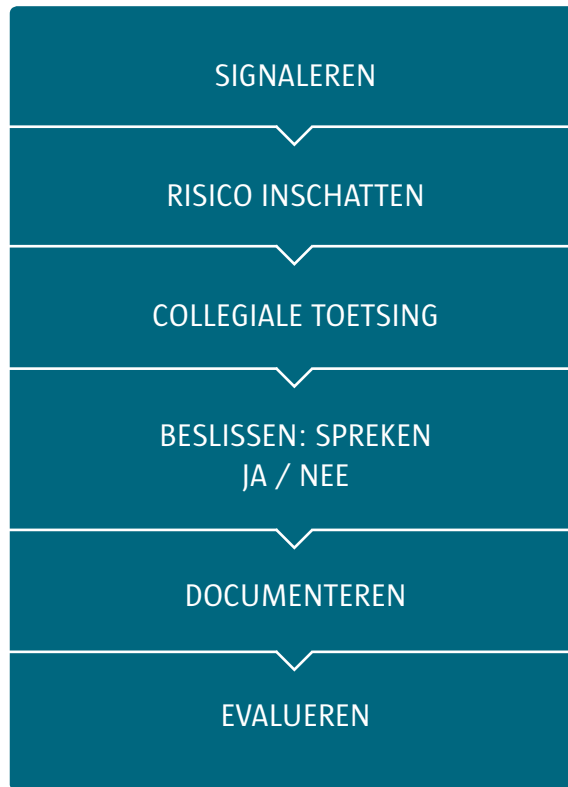 SIGNALEREN
RISICO INSCHATTEN
COLLEGIALE TOETSING
BESLISSEN: SPREKEN
JA / NEE
DOCUMENTEREN
EVALUEREN